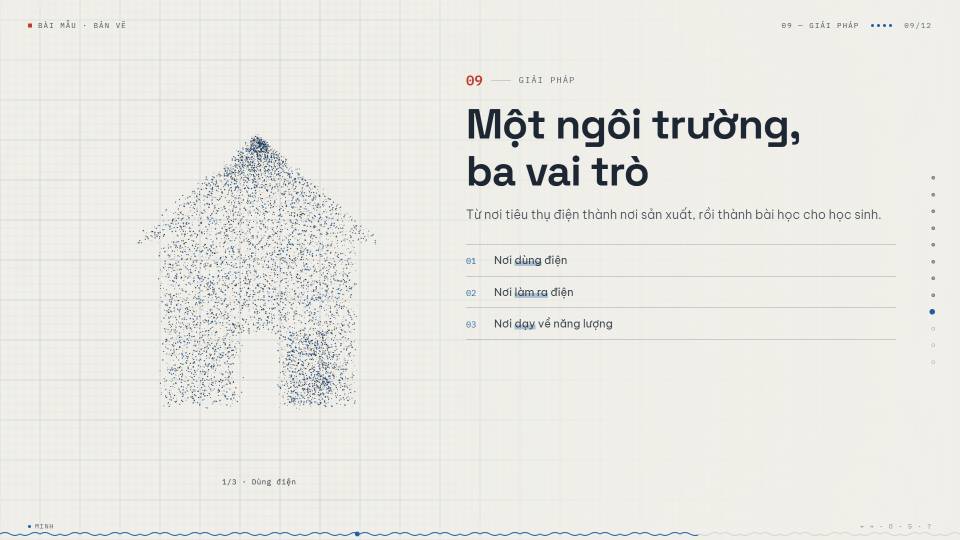 BÀI MẪU · BẢN VẼ
09 — GIẢI PHÁP
09/12
09 — GIẢI PHÁP
Một ngôi trường,
ba vai trò
Từ nơi tiêu thụ điện thành nơi sản xuất, rồi thành bài học cho học sinh.
01 Nơi dùng điện
02 Nơi làm ra điện
03 Nơi dạy về năng lượng
1/3 · Dùng điện
MINH